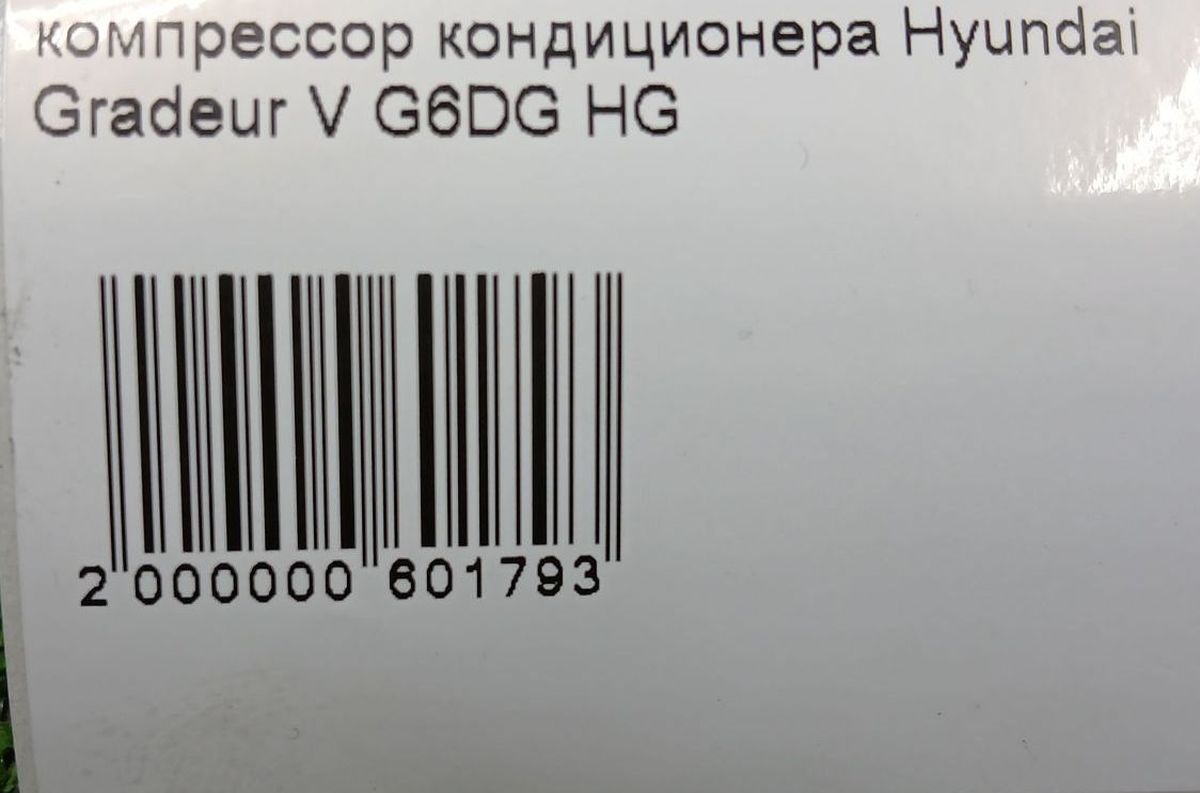 компрессор кондиционера Hyundai
Gradeur V G6DG HG
2 000000 601793